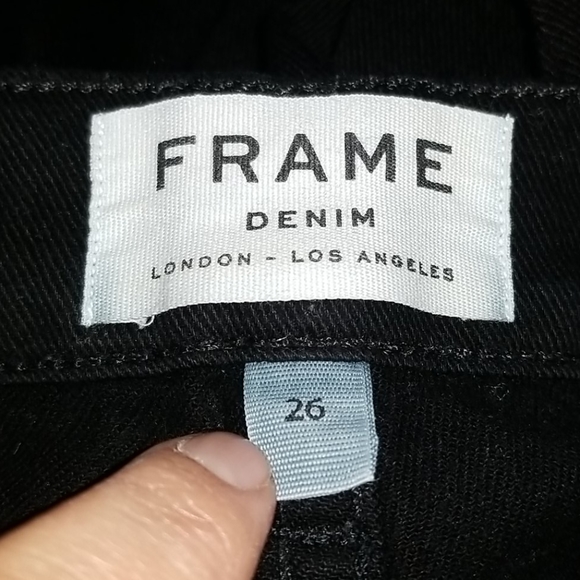 FRAME
DENIM
LONDON - LOS ANGELES
26